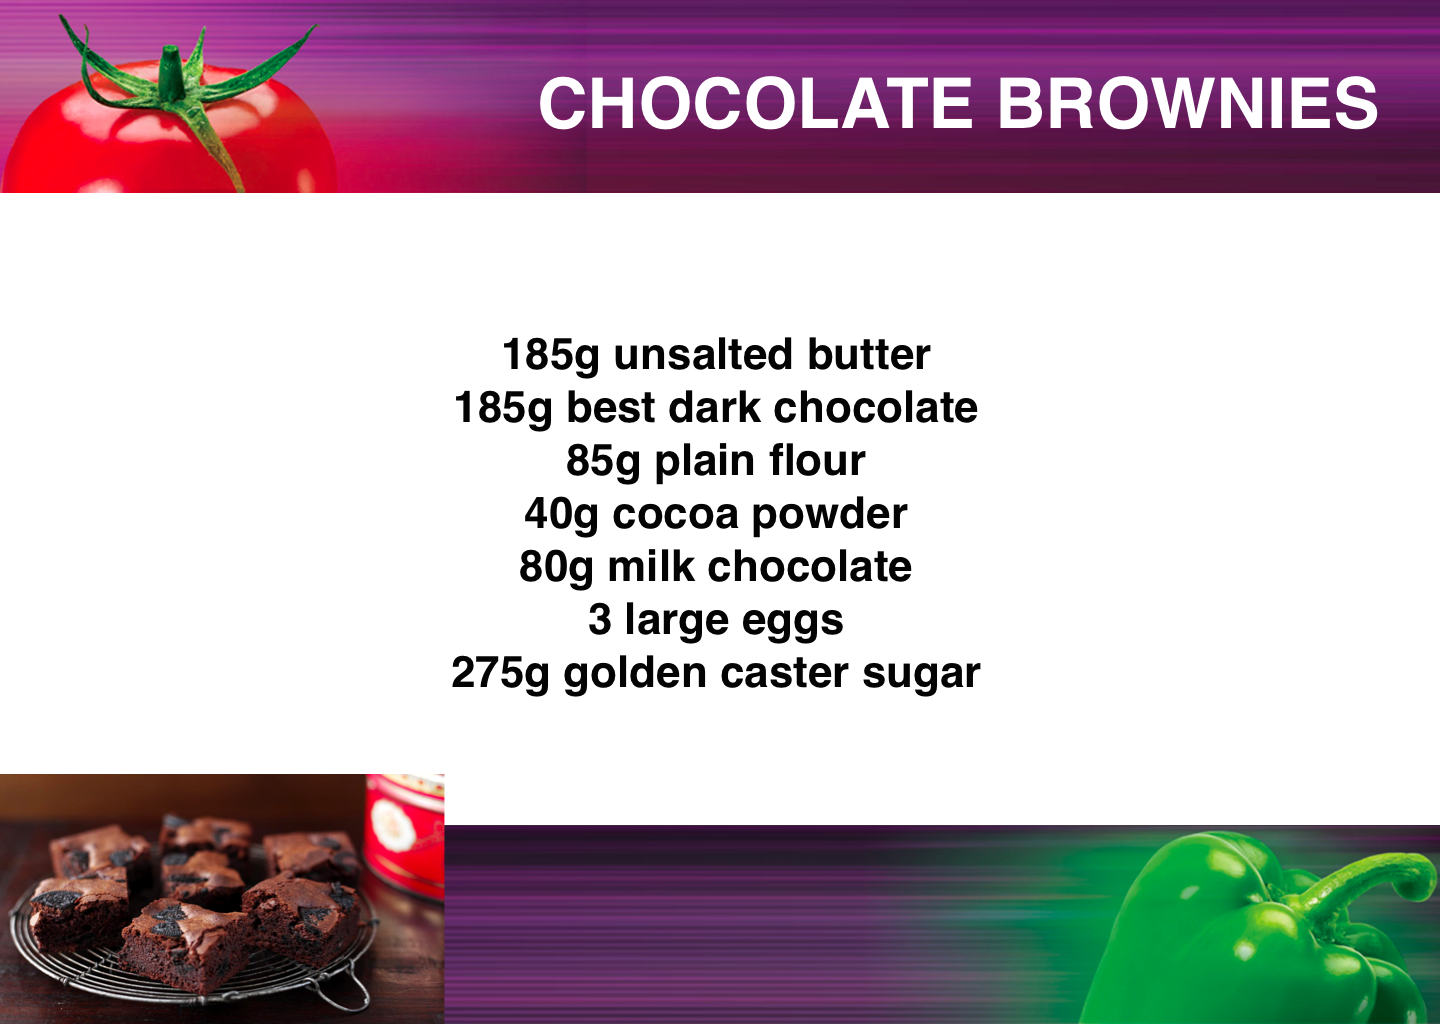 CHOCOLATE BROWNIES
185g unsalted butter
185g best dark chocolate
85g plain flour
40g cocoa powder
80g milk chocolate
3 large eggs
275g golden caster sugar